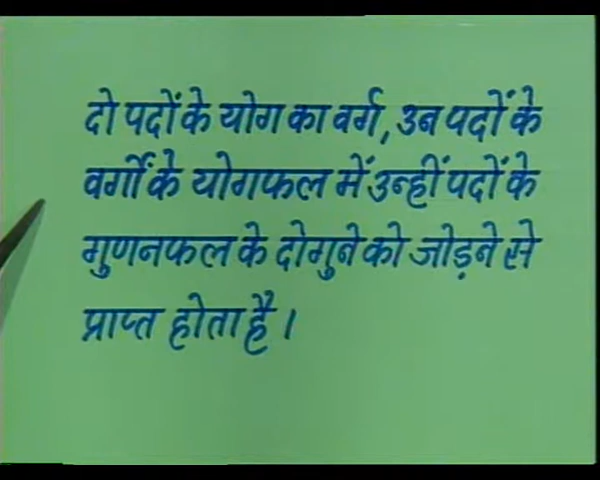 दो पदों के योग का वर्ग, उन पदों के
वर्गों के योगफल में उन्हीं पदों के
गुणनफल के दोगुने को जोड़ने से
प्राप्त होता है ।